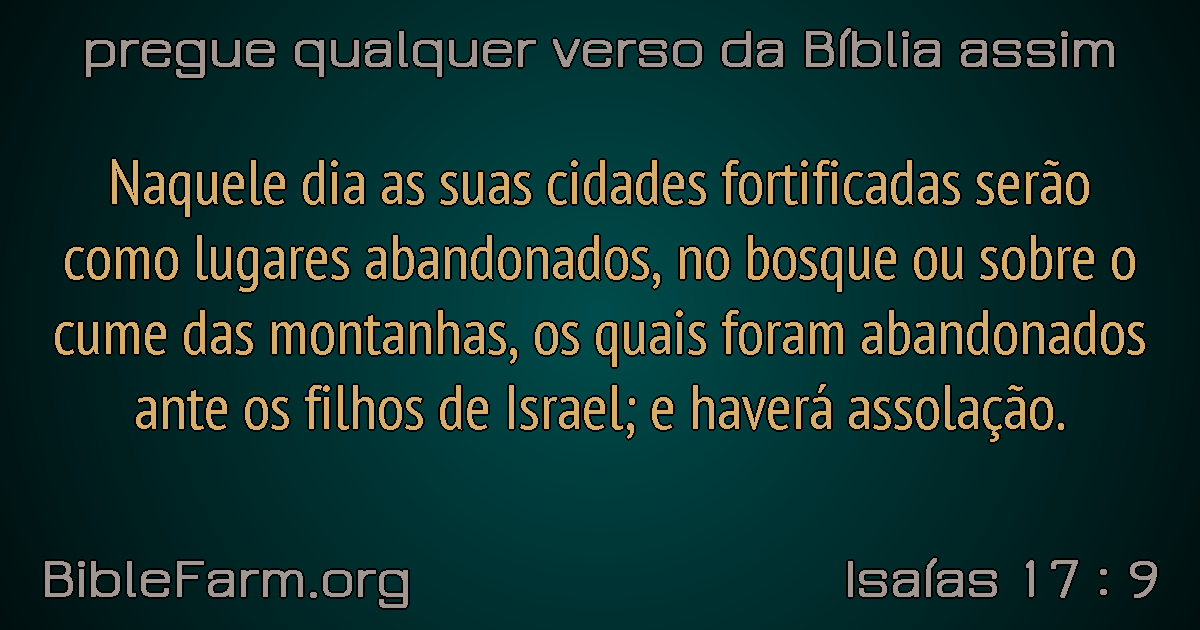 pregue qualquer verso da Bíblia assim
Naquele dia as suas cidades fortificadas serão
como lugares abandonados, no bosque ou sobre o
cume das montanhas, os quais foram abandonados
ante os filhos de Israel; e haverá assolação.
BibleFarm.org
Isaías 17 : 9